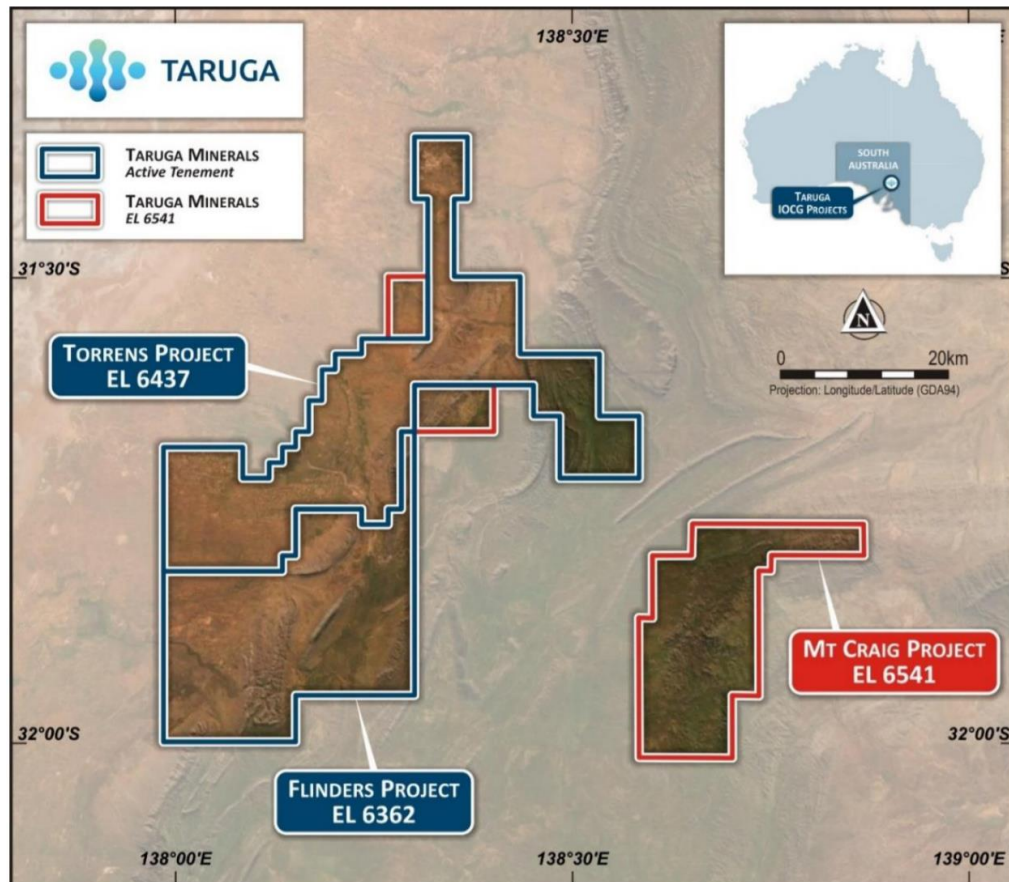 138°00'E
138°30'E
TARUGA
TARUGA MINERALS
Active Tenement
TARUGA MINERALS
EL 6541
SOUTH
AUSTRALIA
TARUGA
IOCG PROJECTS
31°30'S
N
0 20km
Projection: Longitude/Latitude (GDA94)
TORRENS PROJECT
EL 6437
MT CRAIG PROJECT
EL 6541
32°00'S
32°00'S
FLINDERS PROJECT
EL 6362
138°00'E
138°30'E
139°00'E